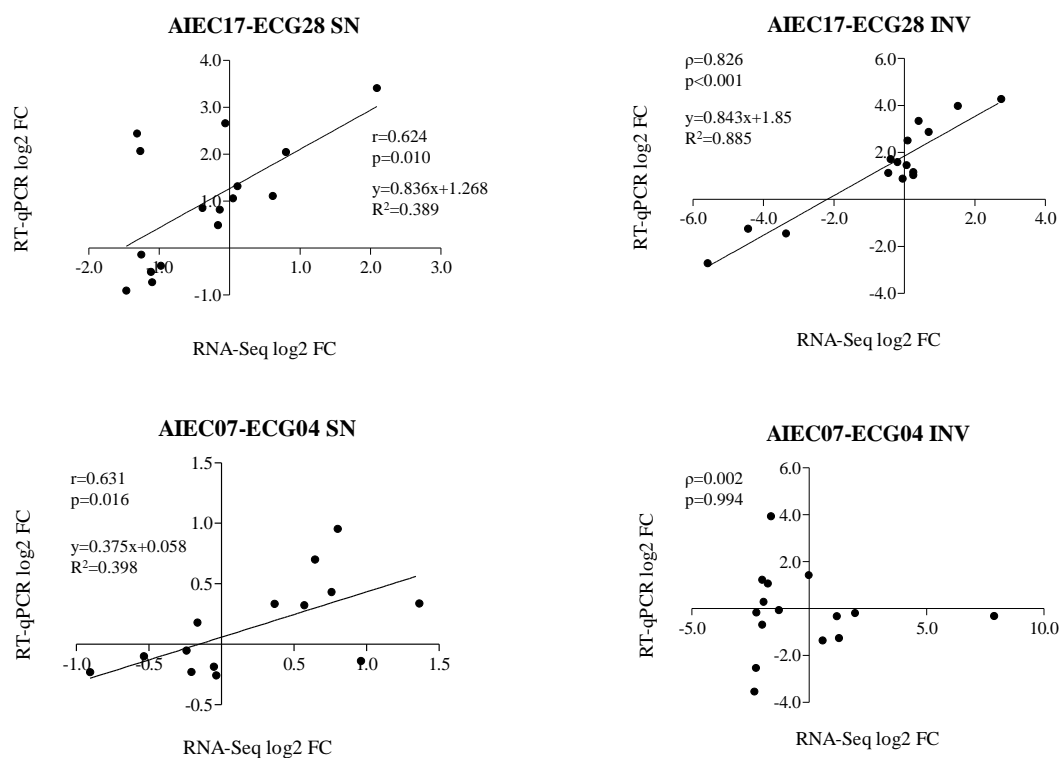 AIEC17-ECG28 SN
4.0
3.0
2.0
1.0
-1.0
-2.0
-1.0
1.0
2.0
3.0
r=0.624
p=0.010
y=0.836x+1.268
R²=0.389
RT-qPCR log2 FC
RNA-Seq log2 FC
AIEC17-ECG28 INV
ρ=0.826
p<0.001
y=0.843x+1.85
R²=0.885
6.0
4.0
2.0
-2.0
-4.0
-6.0
-4.0
-2.0
2.0
4.0
RT-qPCR log2 FC
RNA-Seq log2 FC
AIEC07-ECG04 SN
r=0.631
p=0.016
y=0.375x+0.058
R²=0.398
1.5
1.0
0.5
-0.5
-1.0
-0.5
0.5
1.0
1.5
RT-qPCR log2 FC
RNA-Seq log2 FC
AIEC07-ECG04 INV
ρ=0.002
p=0.994
6.0
4.0
2.0
-2.0
-4.0
-5.0
5.0
10.0
RT-qPCR log2 FC
RNA-Seq log2 FC